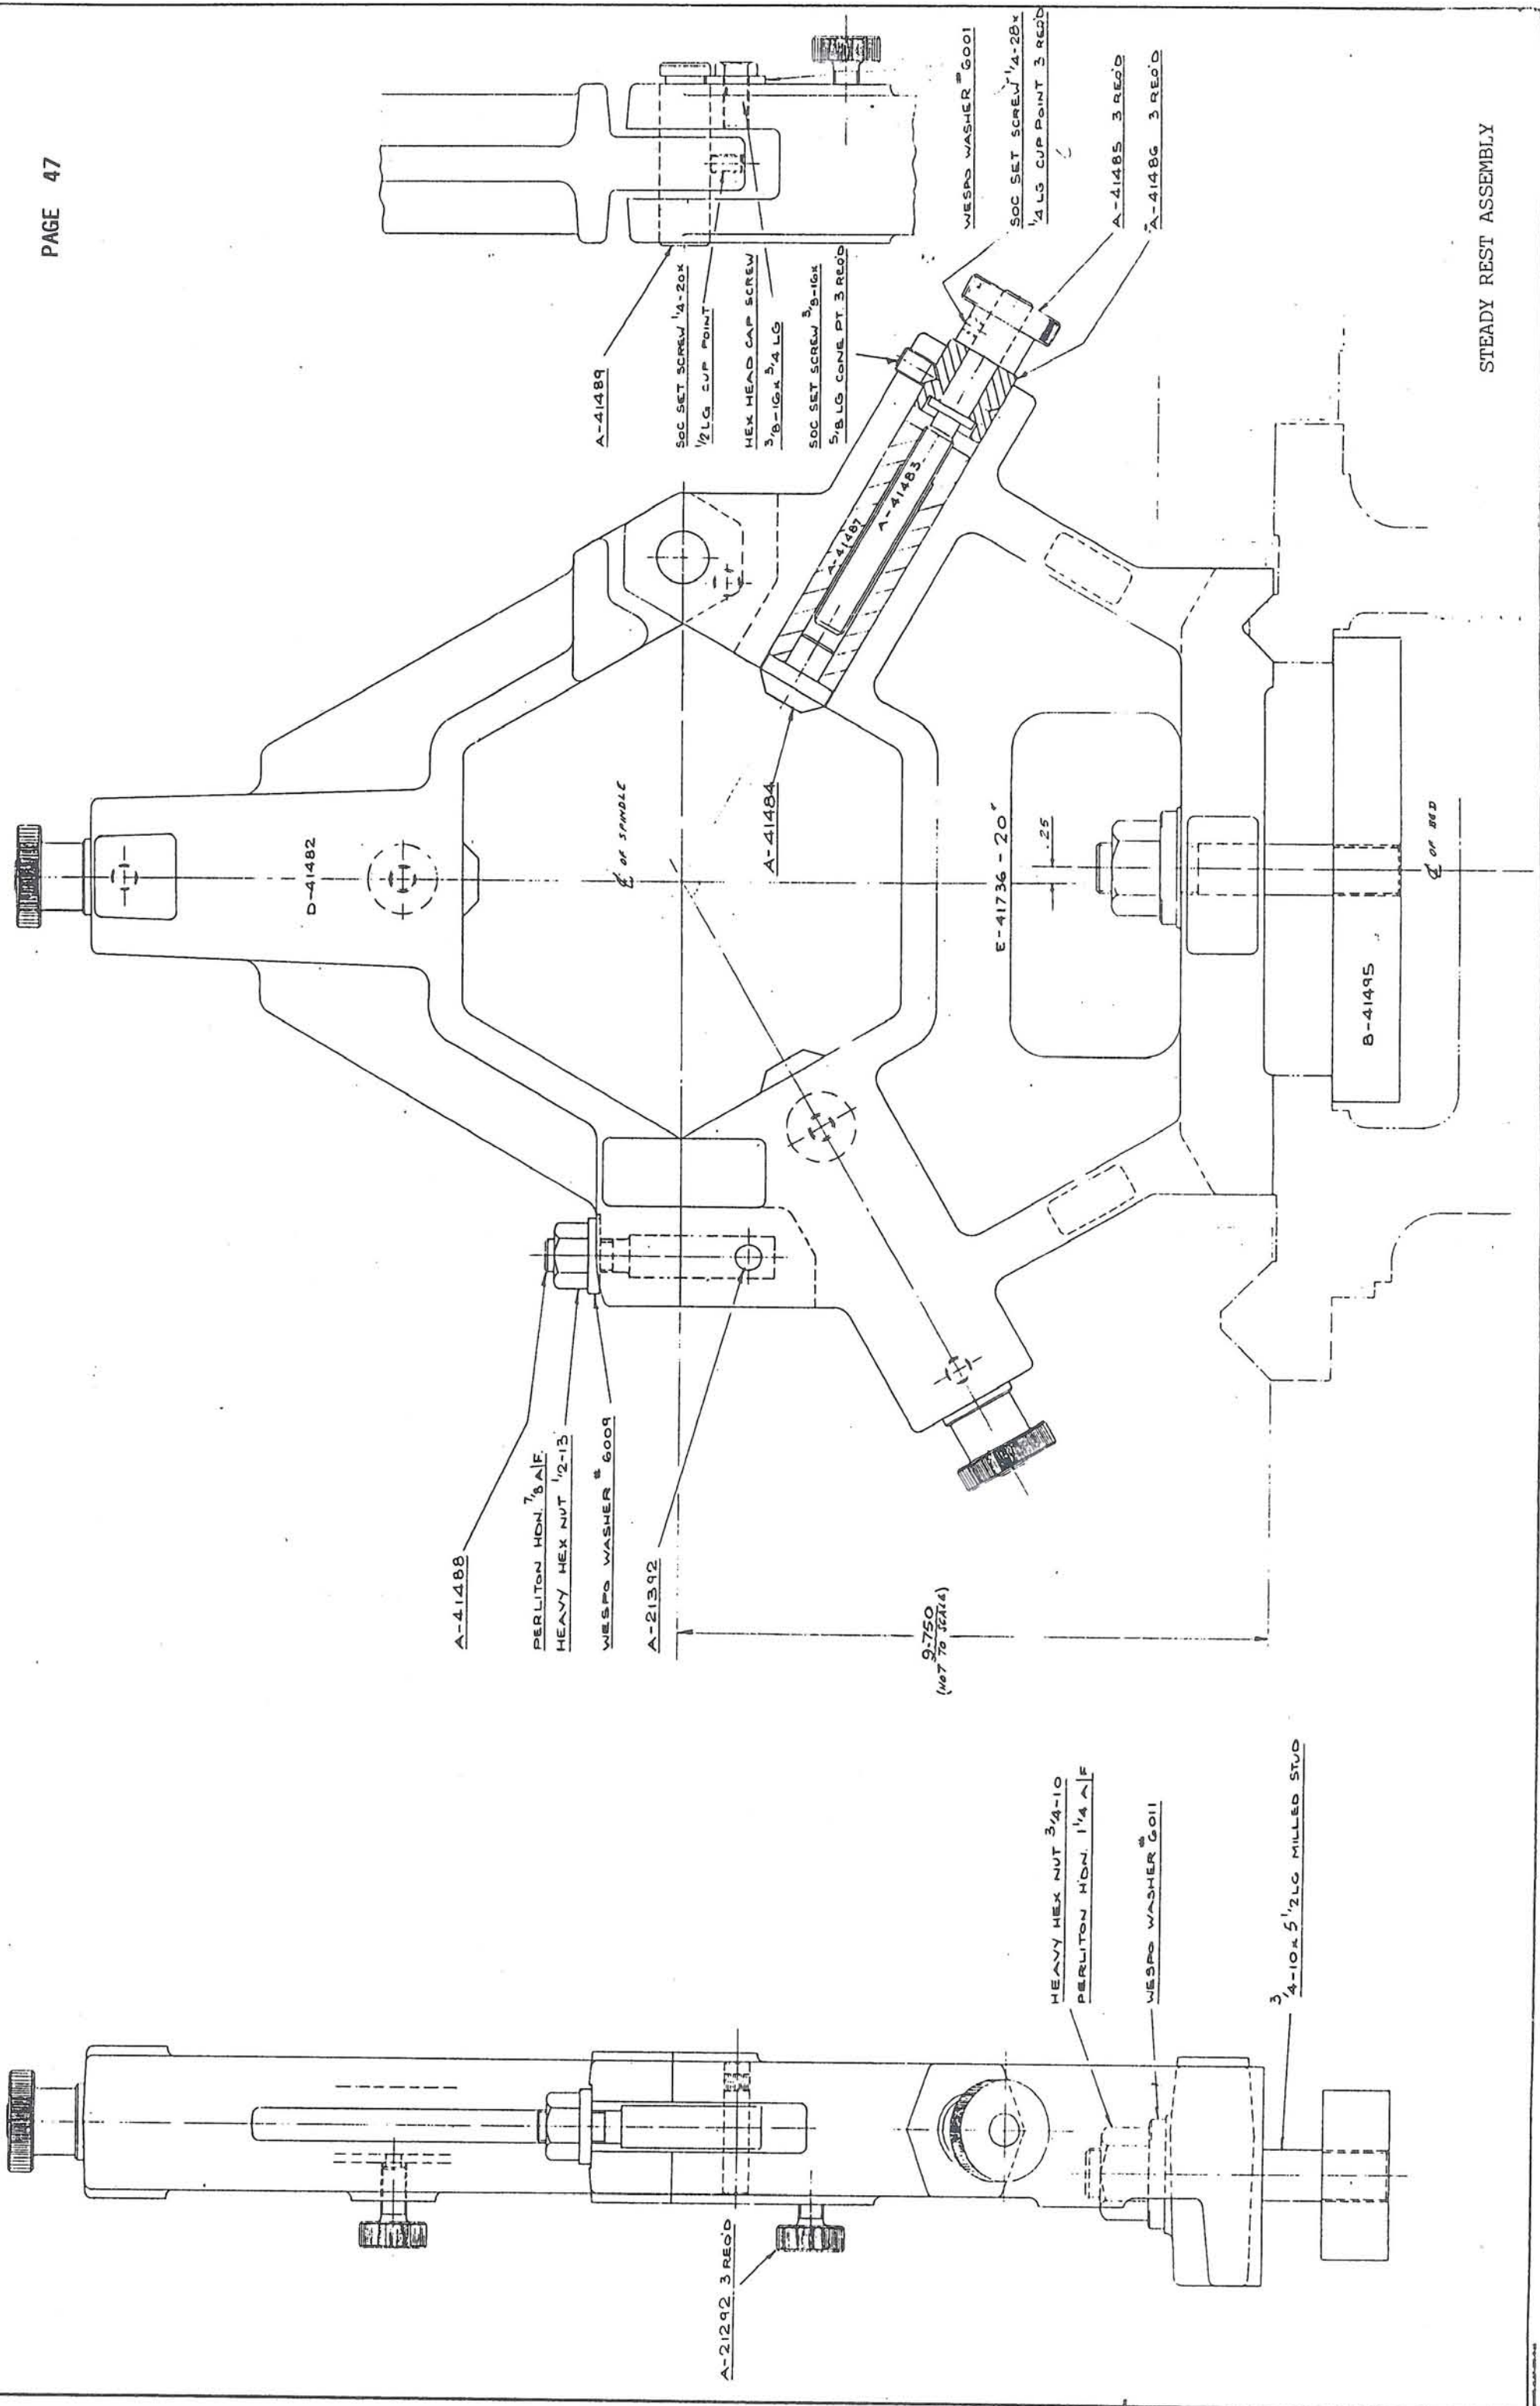 PAGE 47
A-41489
SOC SET SCREW 1/4-20x
1/2 LG CUP POINT
HEX HEAD CAP SCREW
3/8-16x 3/4 LG
SOC SET SCREW 3/8-16x
5/8 LG CONE PT. 3 REQ'D
WESPO WASHER #6001
SOC SET SCREW 1/4-28x
1/4 LG CUP POINT 3 REQ'D
A-41485 3 REQ'D
A-41486 3 REQ'D
D-41482
℄ OF SPINDLE
A-41487
A-41483
A-41484
E-41736-20"
.25
B-41495
℄ OF BED
A-41488
PERLITON HDN. 7/8 A/F.
HEAVY HEX NUT 1/2-13
WESPO WASHER # 6009
A-21392
9.750
(NOT TO SCALE)
A-21292 3 REQ'D
HEAVY HEX NUT 3/4-10
PERLITON H'DN. 1 1/4 A/F
WESPO WASHER #6011
3/4-10x 5 1/2 LG MILLED STUD
STEADY REST ASSEMBLY